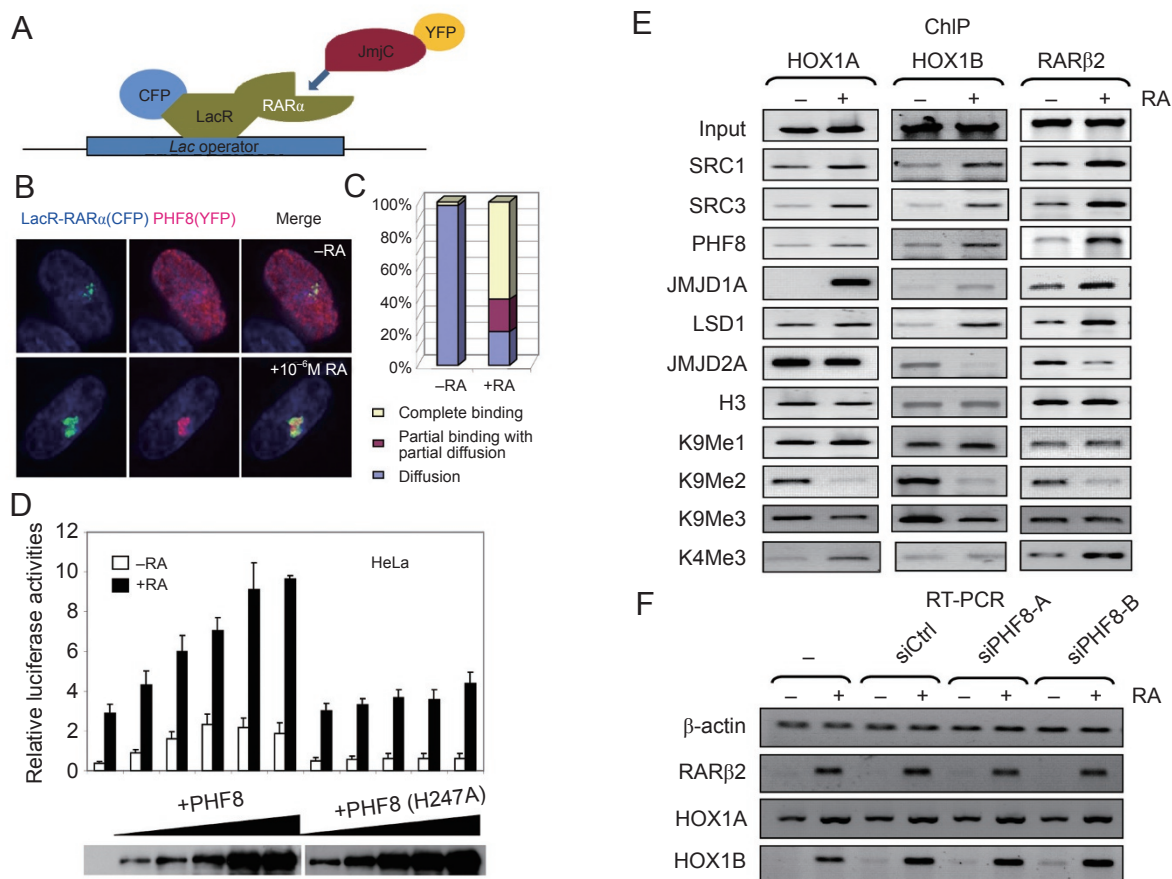 A
CFP
LacR
RARα
JmjC
YFP
Lac operator
B
LacR-RARα(CFP) PHF8(YFP) Merge
–RA
+10⁻⁶M RA
C
100%
80%
60%
40%
20%
0%
–RA +RA
Complete binding
Partial binding with
partial diffusion
Diffusion
D
Relative luciferase activities
12
10
8
6
4
2
0
–RA
+RA
HeLa
+PHF8
+PHF8 (H247A)
E
ChIP
HOX1A HOX1B RARβ2
– + – + – + RA
Input
SRC1
SRC3
PHF8
JMJD1A
LSD1
JMJD2A
H3
K9Me1
K9Me2
K9Me3
K4Me3
F
RT-PCR
– siCtrl siPHF8-A siPHF8-B
– + – + – + – + RA
β-actin
RARβ2
HOX1A
HOX1B